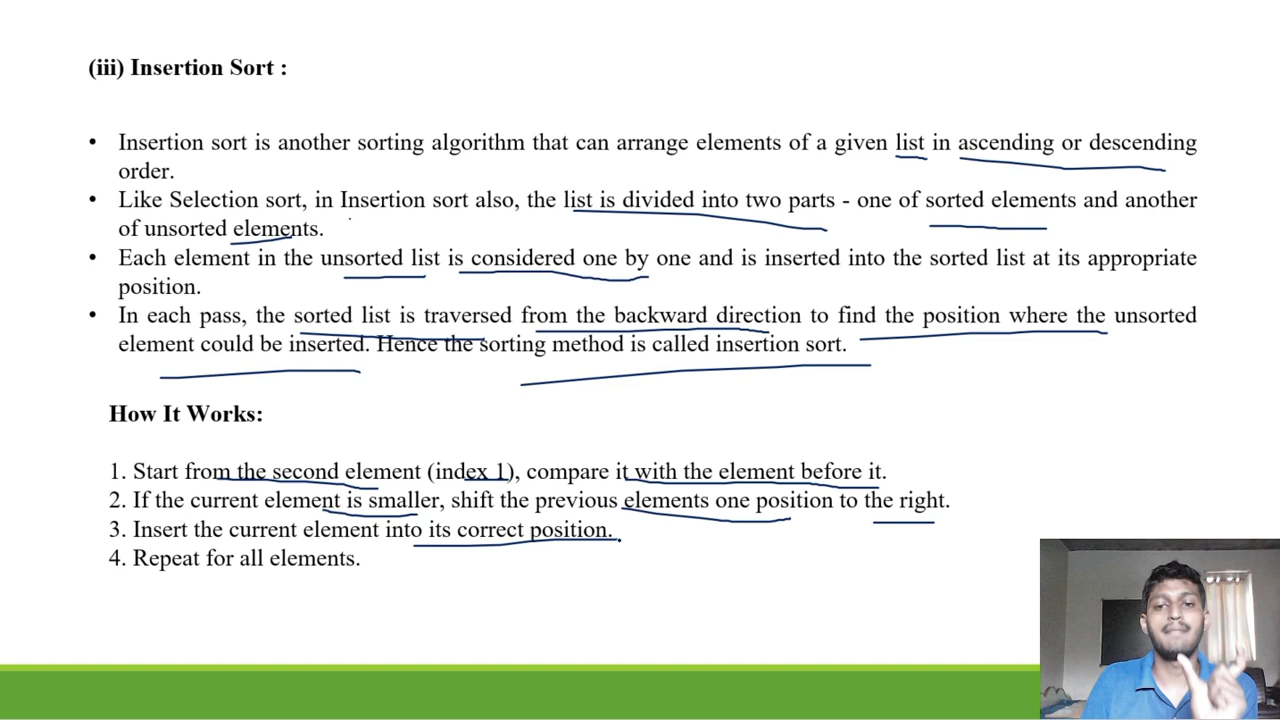 (iii) Insertion Sort :
• Insertion sort is another sorting algorithm that can arrange elements of a given list in ascending or descending
order.
• Like Selection sort, in Insertion sort also, the list is divided into two parts - one of sorted elements and another
of unsorted elements.
• Each element in the unsorted list is considered one by one and is inserted into the sorted list at its appropriate
position.
• In each pass, the sorted list is traversed from the backward direction to find the position where the unsorted
element could be inserted. Hence the sorting method is called insertion sort.
How It Works:
1. Start from the second element (index 1), compare it with the element before it.
2. If the current element is smaller, shift the previous elements one position to the right.
3. Insert the current element into its correct position.
4. Repeat for all elements.